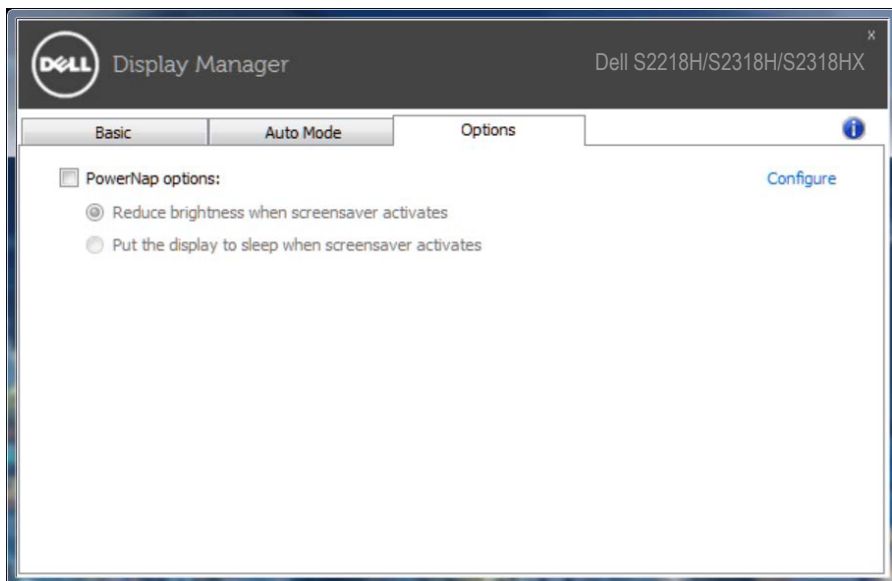 x
DELL Display Manager Dell S2218H/S2318H/S2318HX
Basic Auto Mode Options i
PowerNap options: Configure
Reduce brightness when screensaver activates
Put the display to sleep when screensaver activates